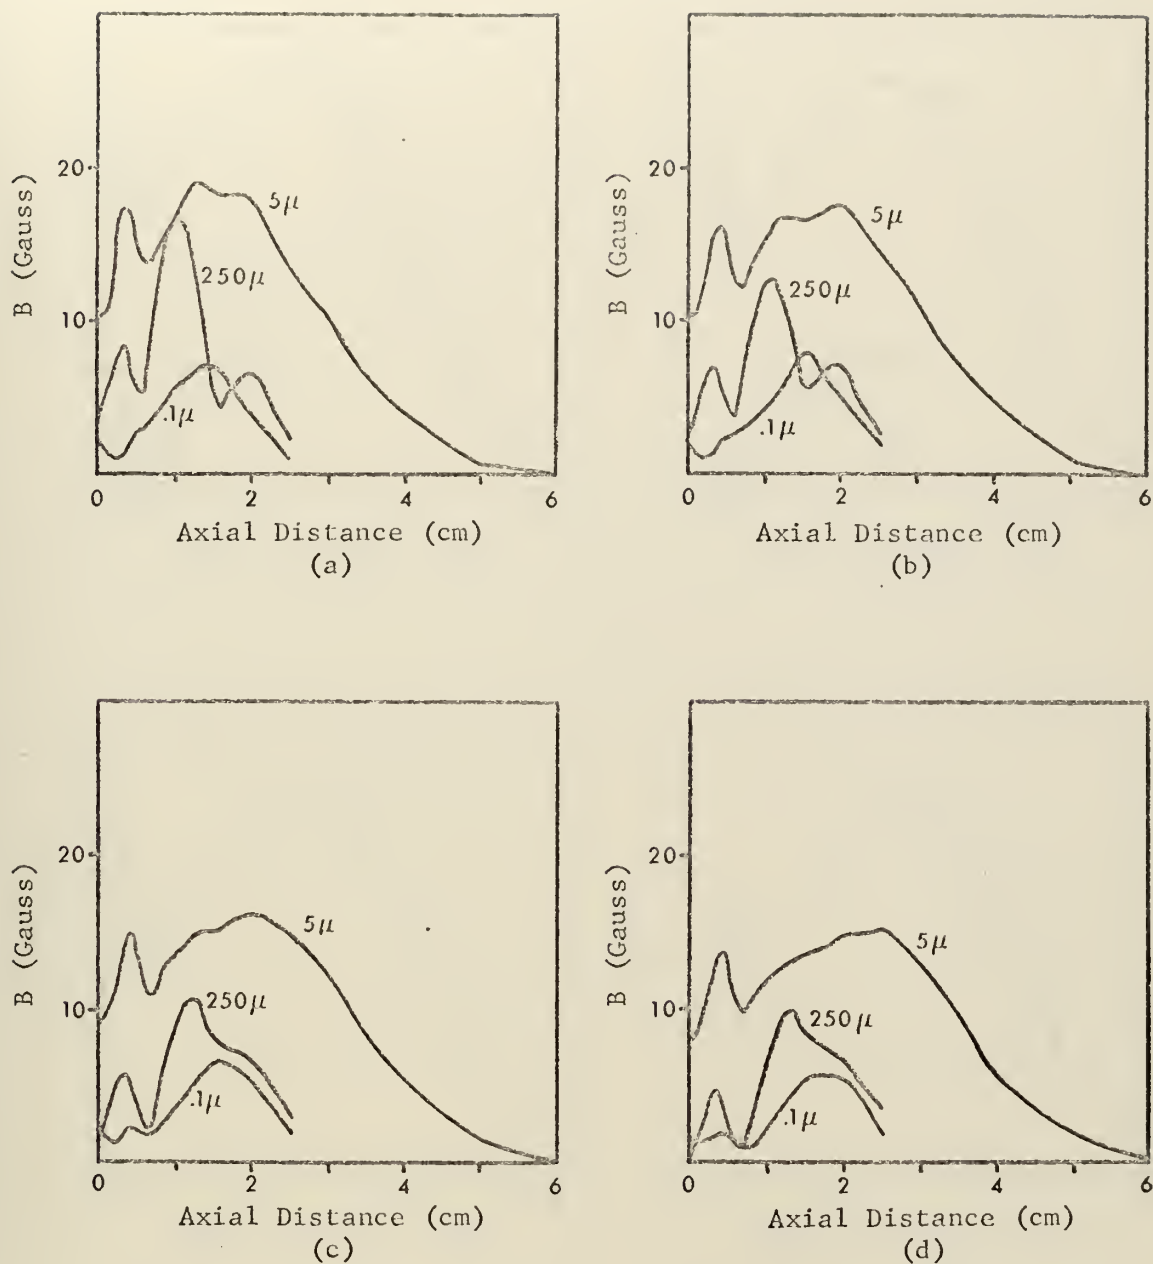 20
10
B (Gauss)
5μ
250μ
.1μ
0 2 4 6
Axial Distance (cm)
(a)
20
10
B (Gauss)
5μ
250μ
.1μ
0 2 4 6
Axial Distance (cm)
(b)
20
10
B (Gauss)
5μ
250μ
.1μ
0 2 4 6
Axial Distance (cm)
(c)
20
10
B (Gauss)
5μ
250μ
.1μ
0 2 4 6
Axial Distance (cm)
(d)